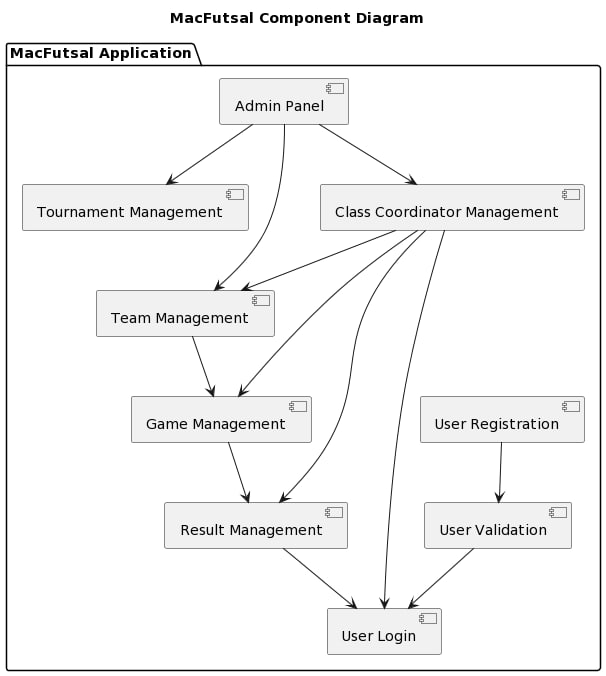 MacFutsal Component Diagram
MacFutsal Application
Admin Panel
Tournament Management
Class Coordinator Management
Team Management
Game Management
User Registration
Result Management
User Validation
User Login